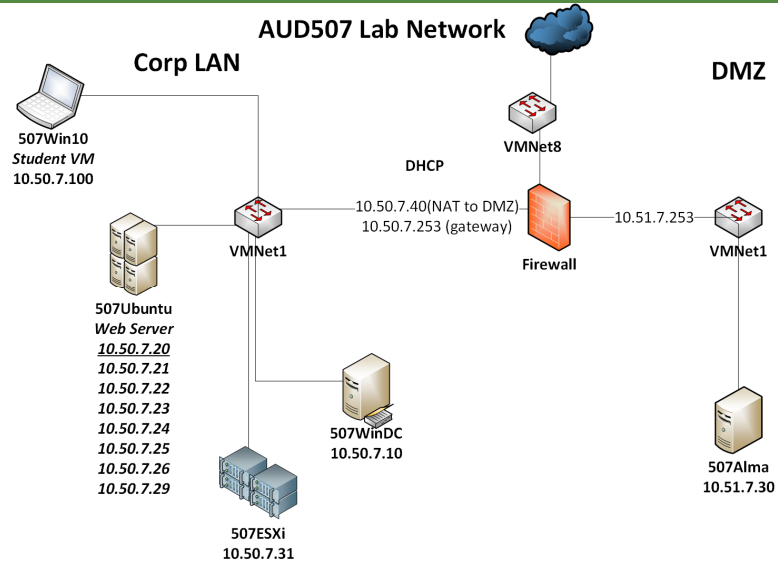 AUD507 Lab Network
Corp LAN
DMZ
507Win10
Student VM
10.50.7.100
VMNet8
DHCP
10.50.7.40(NAT to DMZ)
10.50.7.253 (gateway)
10.51.7.253
VMNet1
Firewall
VMNet1
507Ubuntu
Web Server
10.50.7.20
10.50.7.21
10.50.7.22
10.50.7.23
10.50.7.24
10.50.7.25
10.50.7.26
10.50.7.29
507WinDC
10.50.7.10
507Alma
10.51.7.30
507ESXi
10.50.7.31